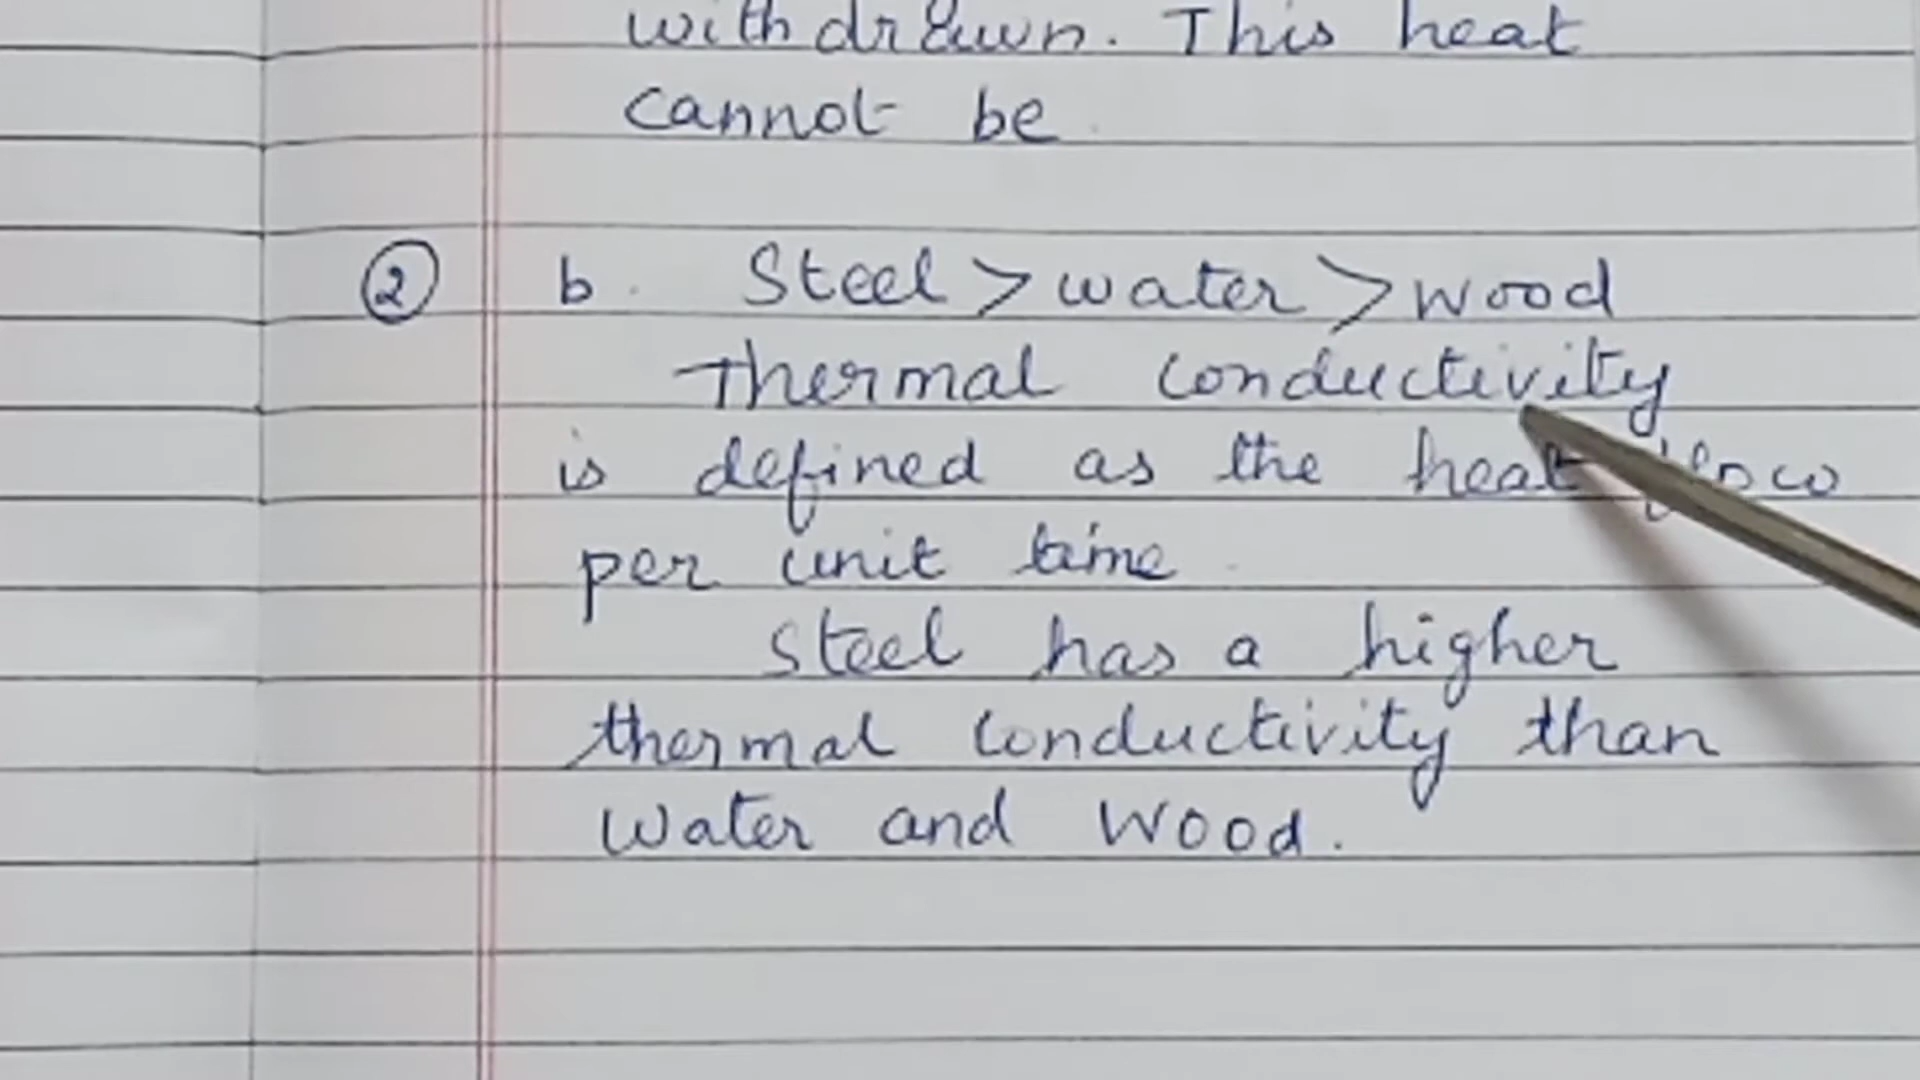 withdrawn. This heat
cannot be
2 b. Steel > water > wood
Thermal conductivity
is defined as the heat flow
per unit time
Steel has a higher
thermal conductivity than
water and wood.